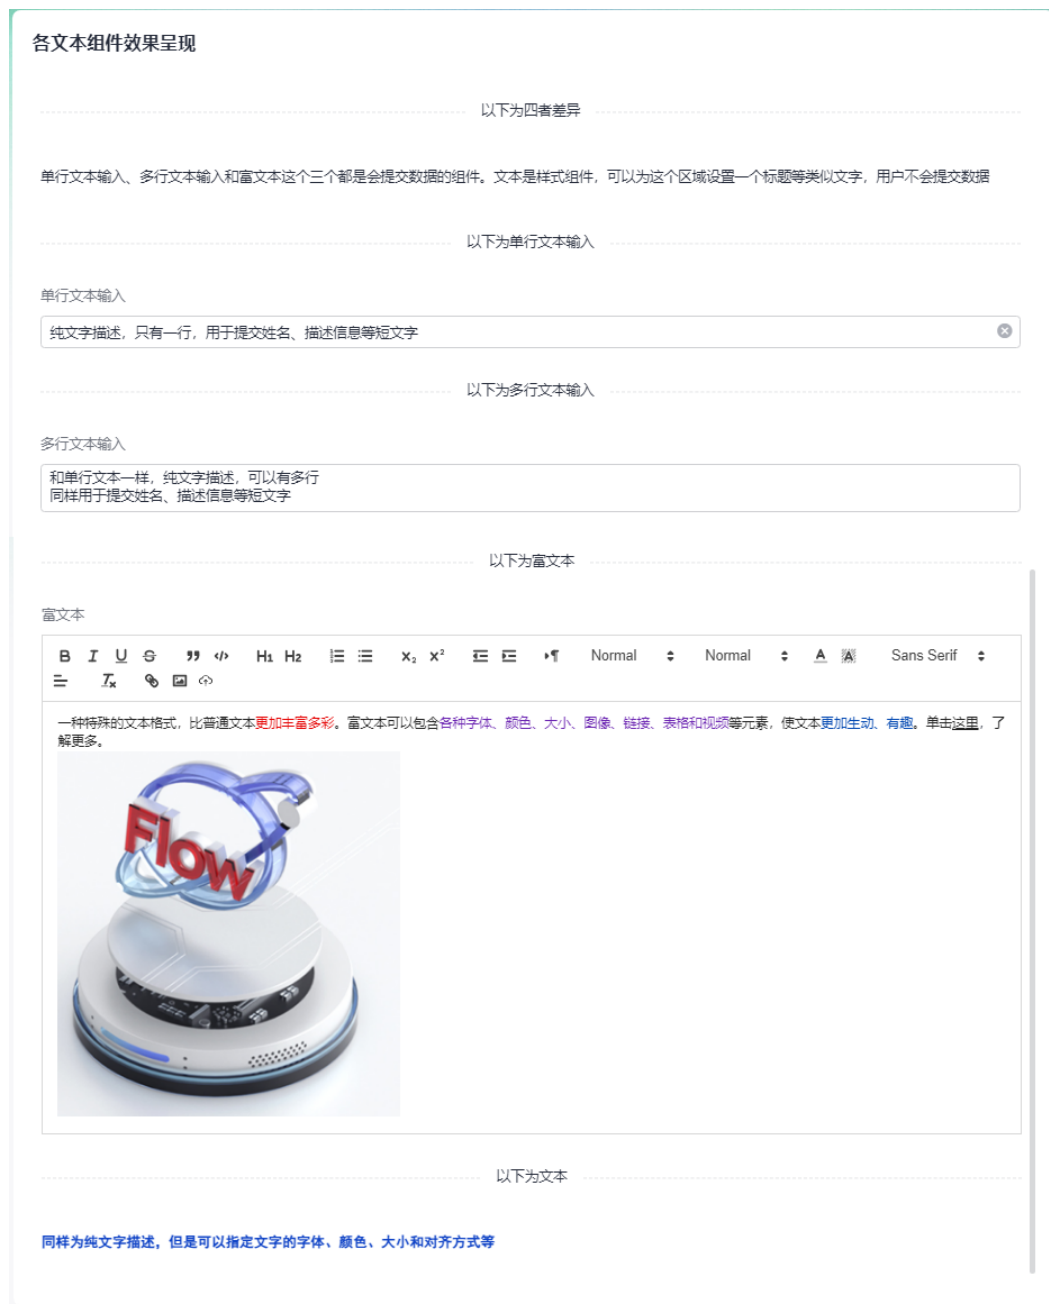 各文本组件效果呈现
以下为四者差异
单行文本输入、多行文本输入和富文本这个三个都是会提交数据的组件。文本是样式组件，可以为这个区域设置一个标题等类似文字，用户不会提交数据
以下为单行文本输入
单行文本输入
纯文字描述，只有一行，用于提交姓名、描述信息等短文字
以下为多行文本输入
多行文本输入
和单行文本一样，纯文字描述，可以有多行
同样用于提交姓名、描述信息等短文字
以下为富文本
富文本
B I U S ” </> H1 H2 X₂ X² Normal Normal A A Sans Serif
Tx
一种特殊的文本格式，比普通文本更加丰富多彩。富文本可以包含各种字体、颜色、大小、图像、链接、表格和视频等元素，使文本更加生动、有趣。单击这里，了
解更多。
Flow
以下为文本
同样为纯文字描述，但是可以指定文字的字体、颜色、大小和对齐方式等